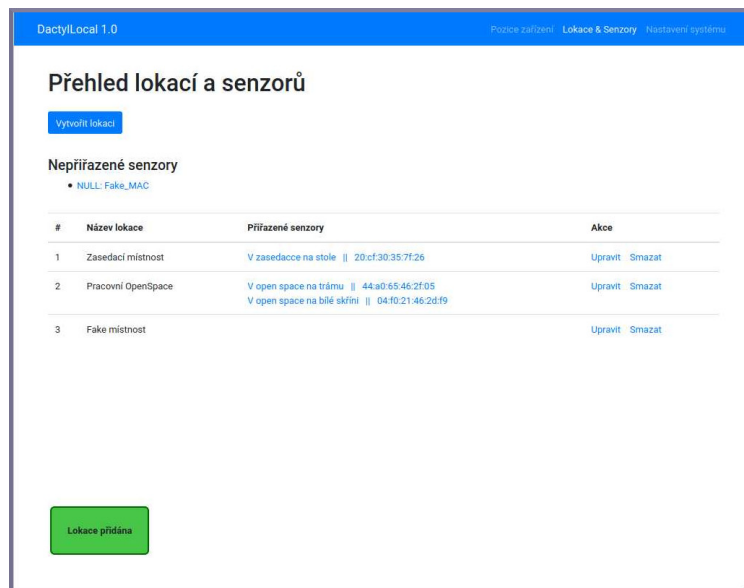 DactylLocal 1.0 Pozice zařízení Lokace & Senzory Nastavení systému
Přehled lokací a senzorů
Vytvořit lokaci
Nepřiřazené senzory
NULL: Fake_MAC
# Název lokace Přiřazené senzory Akce
1 Zasedací místnost V zasedacce na stole || 20:cf:30:35:7f:26 Upravit Smazat
2 Pracovní OpenSpace V open space na trámu || 44:a0:65:46:2f:05 Upravit Smazat
V open space na bílé skříni || 04:f0:21:46:2d:f9
3 Fake místnost Upravit Smazat
Lokace přidána